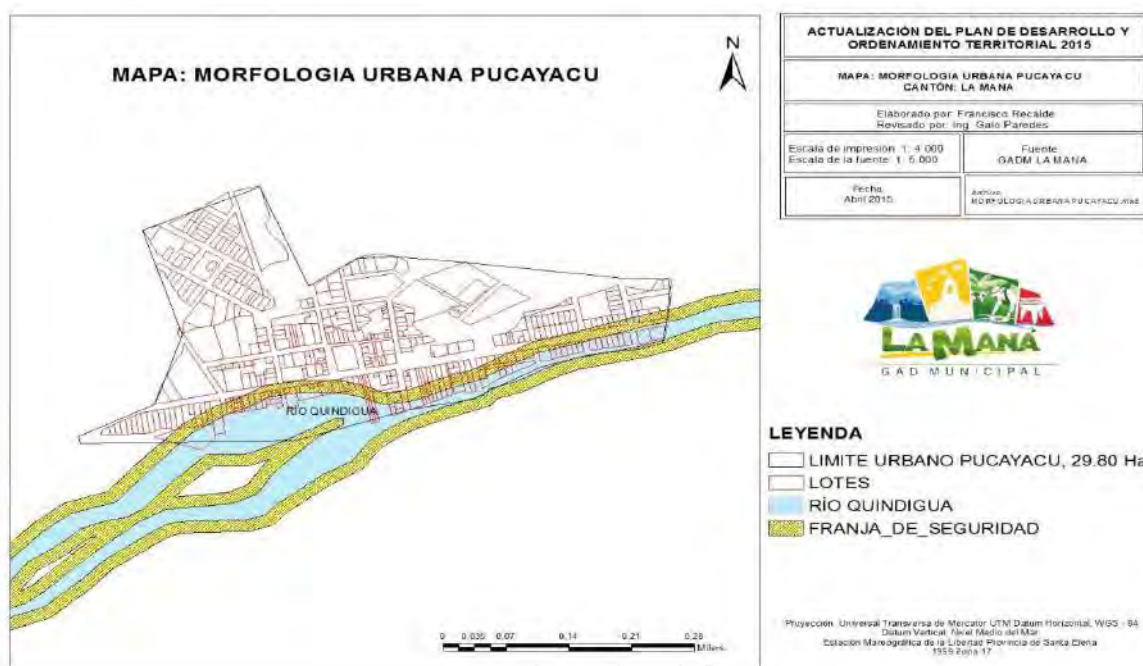 MAPA: MORFOLOGIA URBANA PUCAYACU
N
RÍO QUINDIGUA
0 0,035 0,07 0,14 0,21 0,28
Miles
ACTUALIZACIÓN DEL PLAN DE DESARROLLO Y
ORDENAMIENTO TERRITORIAL 2015
MAPA: MORFOLOGIA URBANA PUCAYACU
CANTÓN: LA MANA
Elaborado por: Francisco Recalde
Revisado por: Ing. Galo Paredes
Escala de impresión: 1: 4 000
Escala de la fuente: 1: 5.000
Fuente
GADM LA MANA
Fecha
Abril 2015
Archivo
MORFOLOGIA URBANA PUCAYACU.mxd
LA MANÁ
GAD MUNICIPAL
LEYENDA
LIMITE URBANO PUCAYACU, 29.80 Ha
LOTES
RÍO QUINDIGUA
FRANJA_DE_SEGURIDAD
Proyección: Universal Transversa de Mercator UTM Datum Horizontal, WGS - 84
Datum Vertical: Nivel Medio del Mar
Estación Mareográfica de la Libertad Provincia de Santa Elena
1959 Zona 17